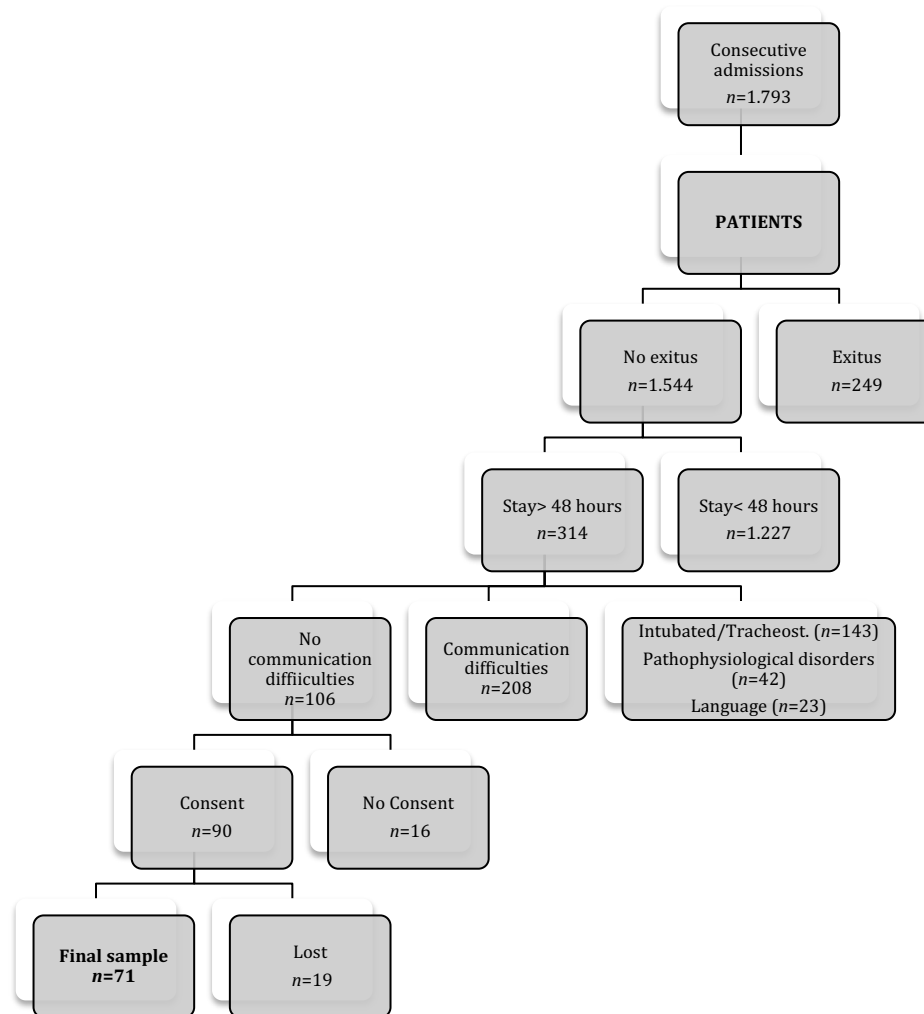 Consecutive
admissions
n=1.793
PATIENTS
No exitus
n=1.544
Exitus
n=249
Stay> 48 hours
n=314
Stay< 48 hours
n=1.227
No
communication
diffiiculties
n=106
Communication
difficulties
n=208
Intubated/Tracheost. (n=143)
Pathophysiological disorders
(n=42)
Language (n=23)
Consent
n=90
No Consent
n=16
Final sample
n=71
Lost
n=19